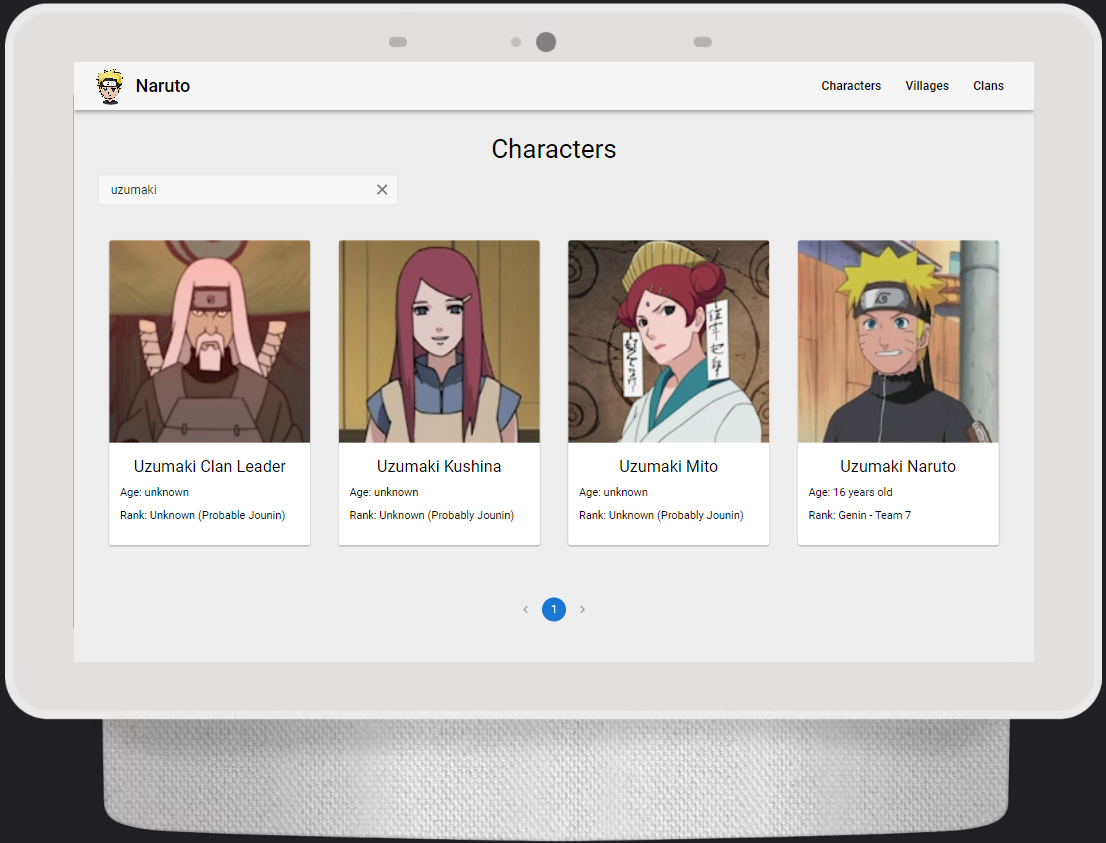 Naruto
Characters Villages Clans
Characters
uzumaki
Uzumaki Clan Leader
Age: unknown
Rank: Unknown (Probable Jounin)
Uzumaki Kushina
Age: unknown
Rank: Unknown (Probably Jounin)
Uzumaki Mito
Age: unknown
Rank: Unknown (Probably Jounin)
Uzumaki Naruto
Age: 16 years old
Rank: Genin - Team 7
1